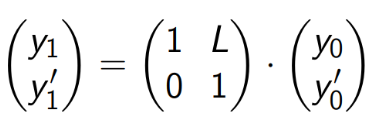 (y₁ y′₁) = (1 L 0 1) · (y₀ y′₀)